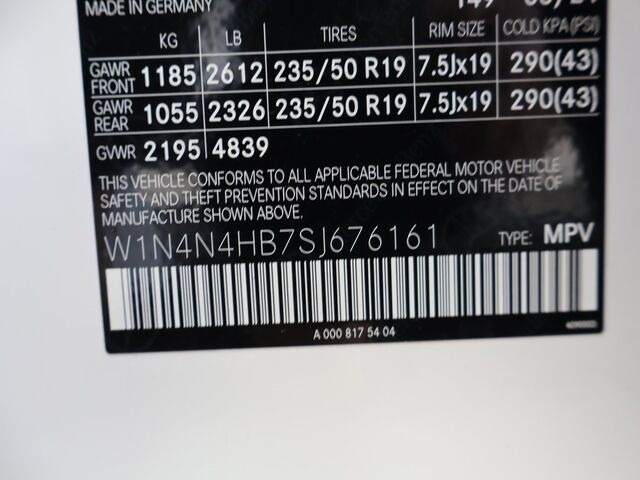 MADE IN GERMANY
KG LB TIRES RIM SIZE COLD KPA(PSI)
GAWR FRONT 1185 2612 235/50 R19 7.5Jx19 290(43)
GAWR REAR 1055 2326 235/50 R19 7.5Jx19 290(43)
GVWR 2195 4839
THIS VEHICLE CONFORMS TO ALL APPLICABLE FEDERAL MOTOR VEHICLE
SAFETY AND THEFT PREVENTION STANDARDS IN EFFECT ON THE DATE OF
MANUFACTURE SHOWN ABOVE.
W1N4N4HB7SJ676161 TYPE: MPV
A 000 817 54 04